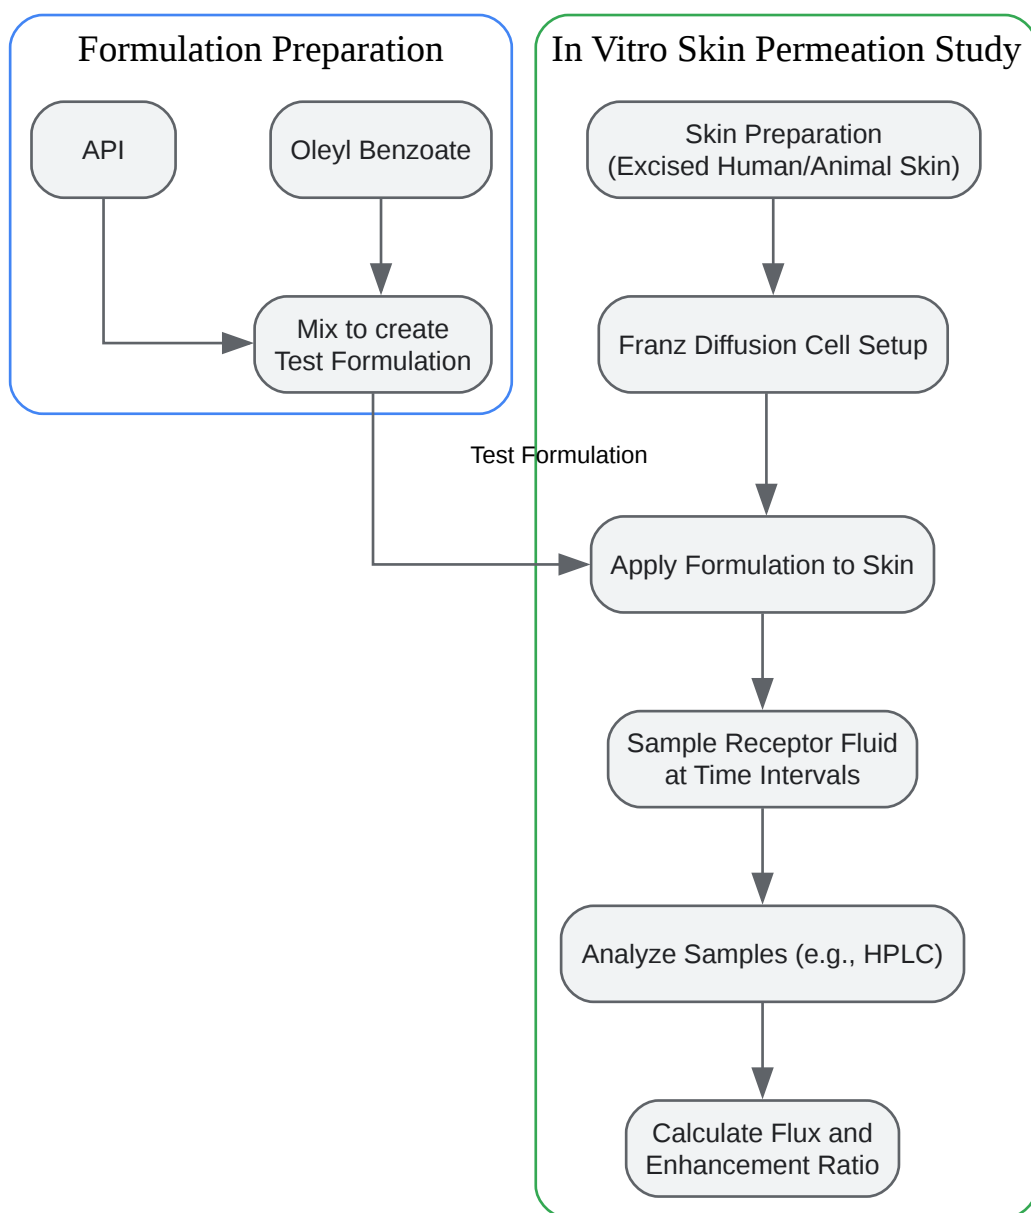 Formulation Preparation
API
Oleyl Benzoate
Mix to create
Test Formulation
Test Formulation
In Vitro Skin Permeation Study
Skin Preparation
(Excised Human/Animal Skin)
Franz Diffusion Cell Setup
Apply Formulation to Skin
Sample Receptor Fluid
at Time Intervals
Analyze Samples (e.g., HPLC)
Calculate Flux and
Enhancement Ratio